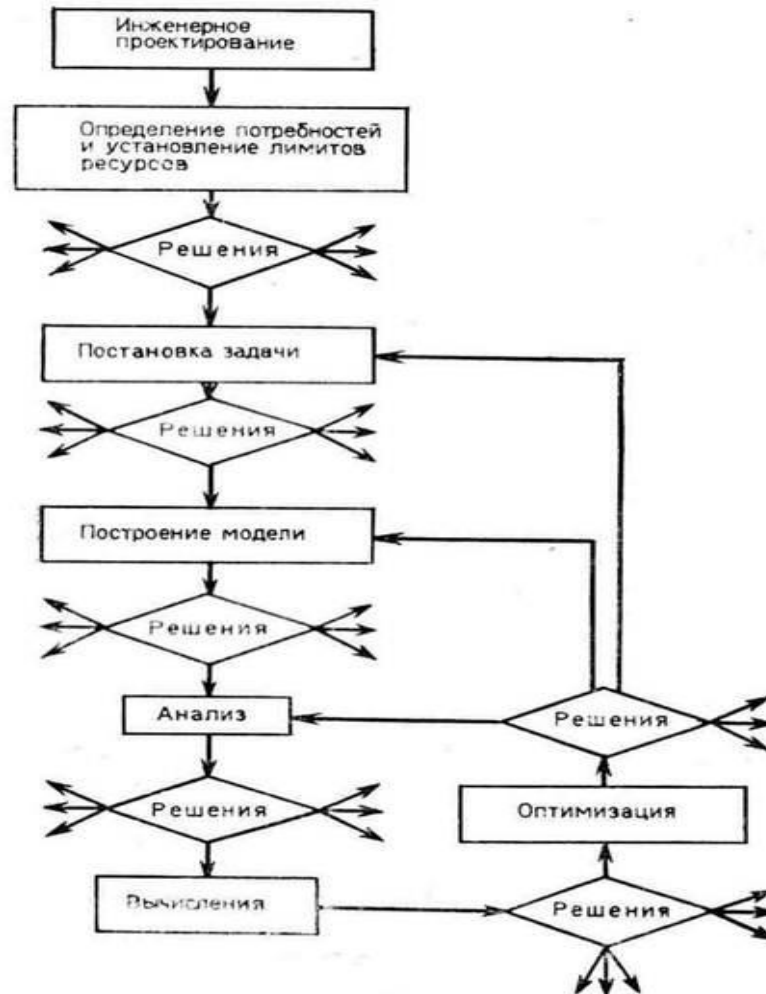 Инженерное
проектирование
Определение потребностей
и установление лимитов
ресурсов
Решения
Постановка задачи
Решения
Построение модели
Решения
Анализ
Решения
Оптимизация
Решения
Вычисления
Решения